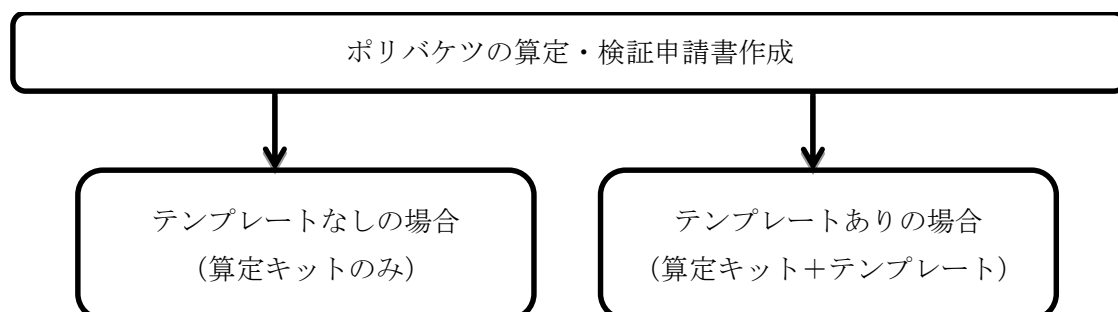 ポリバケツの算定・検証申請書作成
テンプレートなしの場合
（算定キットのみ）
テンプレートありの場合
（算定キット＋テンプレート）